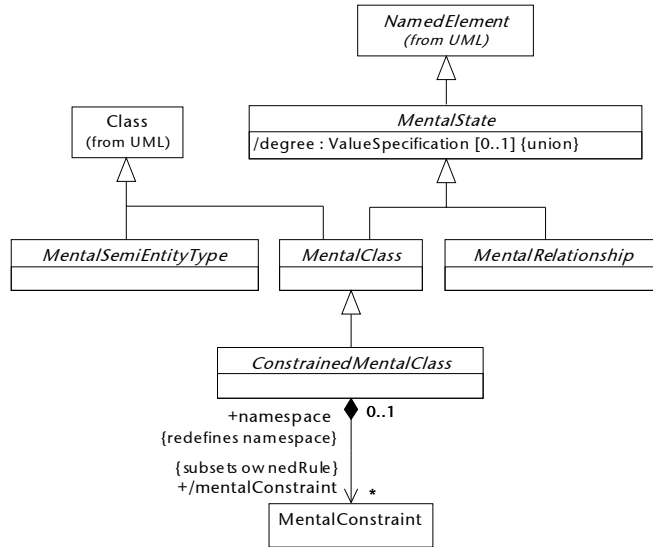 NamedElement
(from UML)
Class
(from UML)
MentalState
/degree : ValueSpecification [0..1] {union}
MentalSemiEntityType
MentalClass
MentalRelationship
ConstrainedMentalClass
+namespace
0..1
{redefines namespace}
{subsets ownedRule}
+/mentalConstraint
*
MentalConstraint